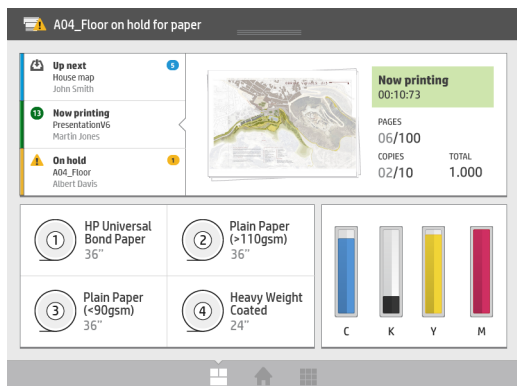 A04_Floor on hold for paper
Up next
5
House map
John Smith
13
Now printing
PresentationV6
Martin Jones
On hold
1
A04_Floor
Albert Davis
Now printing
00:10:73
PAGES
06/100
COPIES
TOTAL
02/10
1.000
1
HP Universal
Bond Paper
36"
2
Plain Paper
(>110gsm)
36"
3
Plain Paper
(<90gsm)
36"
4
Heavy Weight
Coated
24"
C
K
Y
M